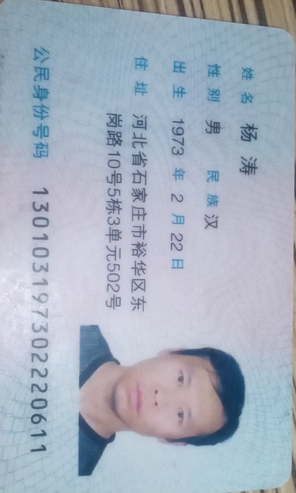 姓名 杨涛
性别 男 民族 汉
出生 1973 年 2 月 22 日
住址 河北省石家庄市裕华区东
岗路10号5栋3单元502号
公民身份号码 130103197302220611